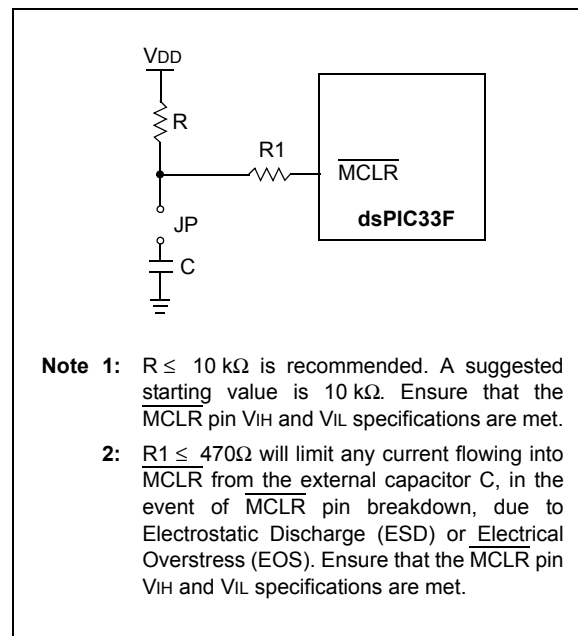 VDD
R
R1
MCLR
JP
dsPIC33F
C
Note 1: R ≤ 10 kΩ is recommended. A suggested
starting value is 10 kΩ. Ensure that the
MCLR pin VIH and VIL specifications are met.
2: R1 ≤ 470Ω will limit any current flowing into
MCLR from the external capacitor C, in the
event of MCLR pin breakdown, due to
Electrostatic Discharge (ESD) or Electrical
Overstress (EOS). Ensure that the MCLR pin
VIH and VIL specifications are met.